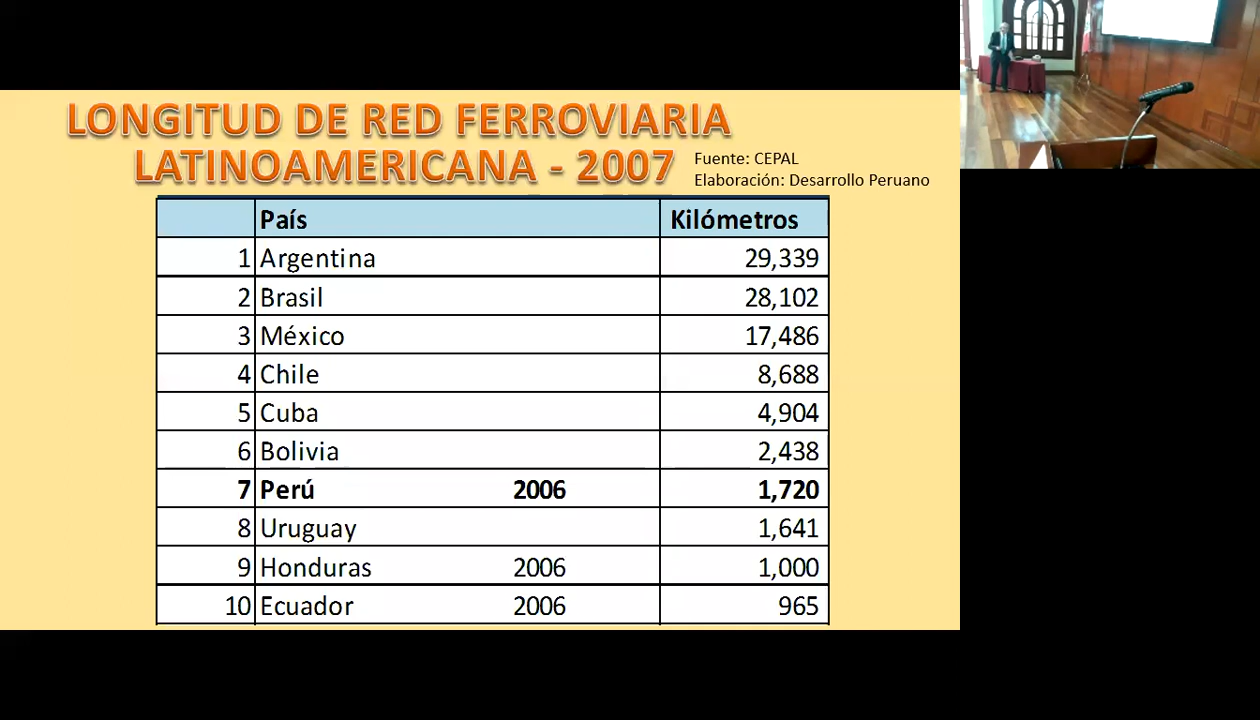 LONGITUD DE RED FERROVIARIA
LATINOAMERICANA - 2007
Fuente: CEPAL
Elaboración: Desarrollo Peruano
País Kilómetros
1 Argentina 29,339
2 Brasil 28,102
3 México 17,486
4 Chile 8,688
5 Cuba 4,904
6 Bolivia 2,438
7 Perú 2006 1,720
8 Uruguay 1,641
9 Honduras 2006 1,000
10 Ecuador 2006 965